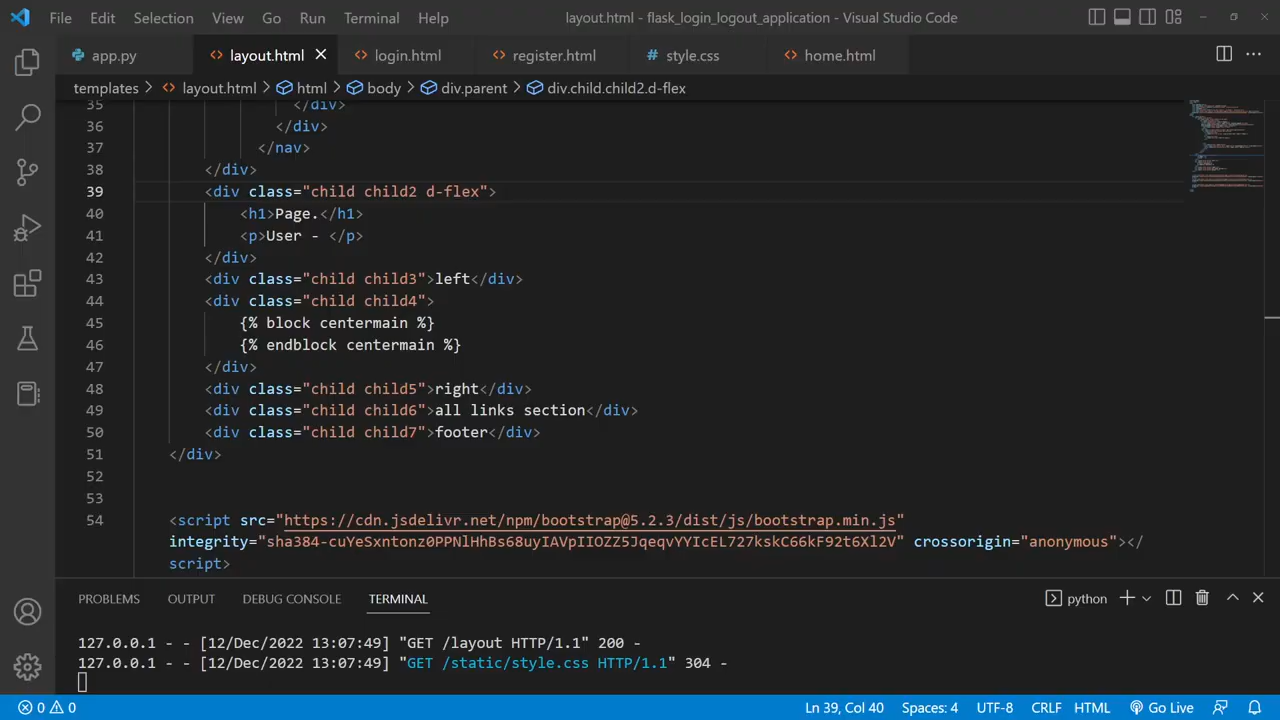 File Edit Selection View Go Run Terminal Help layout.html - flask_login_logout_application - Visual Studio Code
app.py layout.html login.html register.html # style.css home.html
templates > layout.html > html > body > div.parent > div.child.child2.d-flex
35 </div>
36 </div>
37 </nav>
38 </div>
39 <div class="child child2 d-flex">
40 <h1>Page.</h1>
41 <p>User - </p>
42 </div>
43 <div class="child child3">left</div>
44 <div class="child child4">
45 {% block centermain %}
46 {% endblock centermain %}
47 </div>
48 <div class="child child5">right</div>
49 <div class="child child6">all links section</div>
50 <div class="child child7">footer</div>
51 </div>
52
53
54 <script src="https://cdn.jsdelivr.net/npm/bootstrap@5.2.3/dist/js/bootstrap.min.js"
integrity="sha384-cuYeSxntonz0PPNlHhBs68uyIAVpIIOZZ5JqeqvYYIcEL727kskC66kF92t6Xl2V" crossorigin="anonymous"></
script>
PROBLEMS OUTPUT DEBUG CONSOLE TERMINAL python
127.0.0.1 - - [12/Dec/2022 13:07:49] "GET /layout HTTP/1.1" 200 -
127.0.0.1 - - [12/Dec/2022 13:07:49] "GET /static/style.css HTTP/1.1" 304 -
0 0 Ln 39, Col 40 Spaces: 4 UTF-8 CRLF HTML Go Live